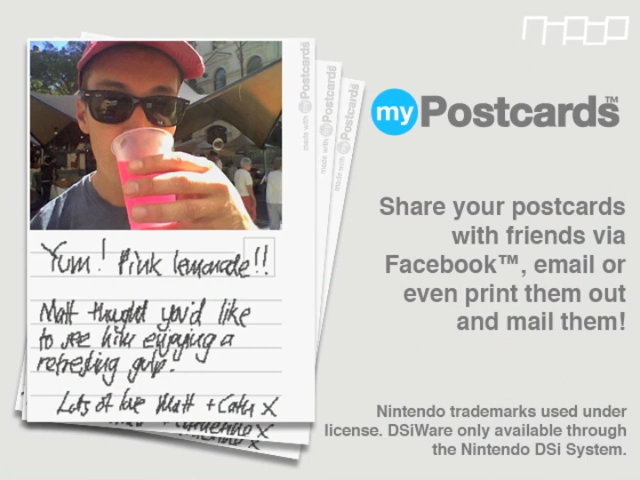 nnooo
myPostcards™
made with myPostcards
made with myPostcards
made with myPostcards
Yum! Pink lemonade!!
Matt thought you'd like
to see him enjoying a
refreshing gulp.
Lots of love Matt + Cath X
Share your postcards
with friends via
Facebook™, email or
even print them out
and mail them!
Nintendo trademarks used under
license. DSiWare only available through
the Nintendo DSi System.